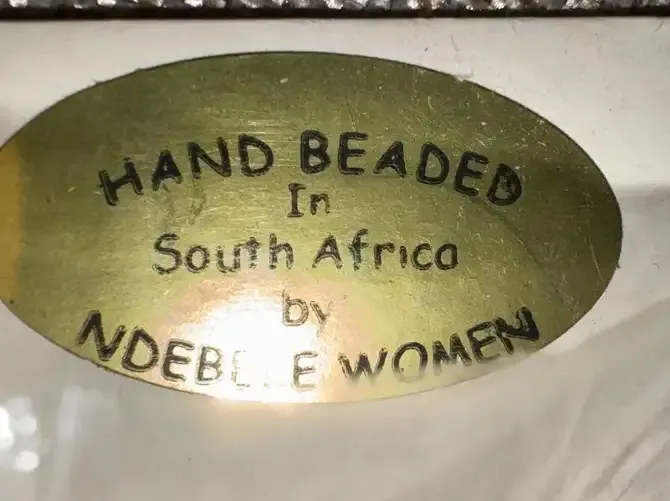 HAND BEADED
In
South Africa
by
NDEBELE WOMEN